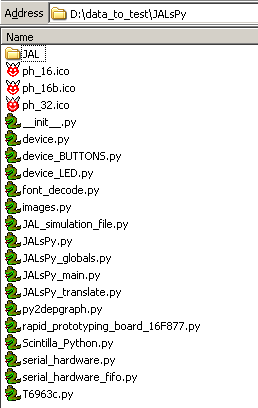 Address D:\data_to_test\JALsPy
Name
JAL
ph_16.ico
ph_16b.ico
ph_32.ico
__init__.py
device.py
device_BUTTONS.py
device_LED.py
font_decode.py
images.py
JAL_simulation_file.py
JALsPy.py
JALsPy_globals.py
JALsPy_main.py
JALsPy_translate.py
py2depgraph.py
rapid_prototyping_board_16F877.py
Scintilla_Python.py
serial_hardware.py
serial_hardware_fifo.py
T6963c.py